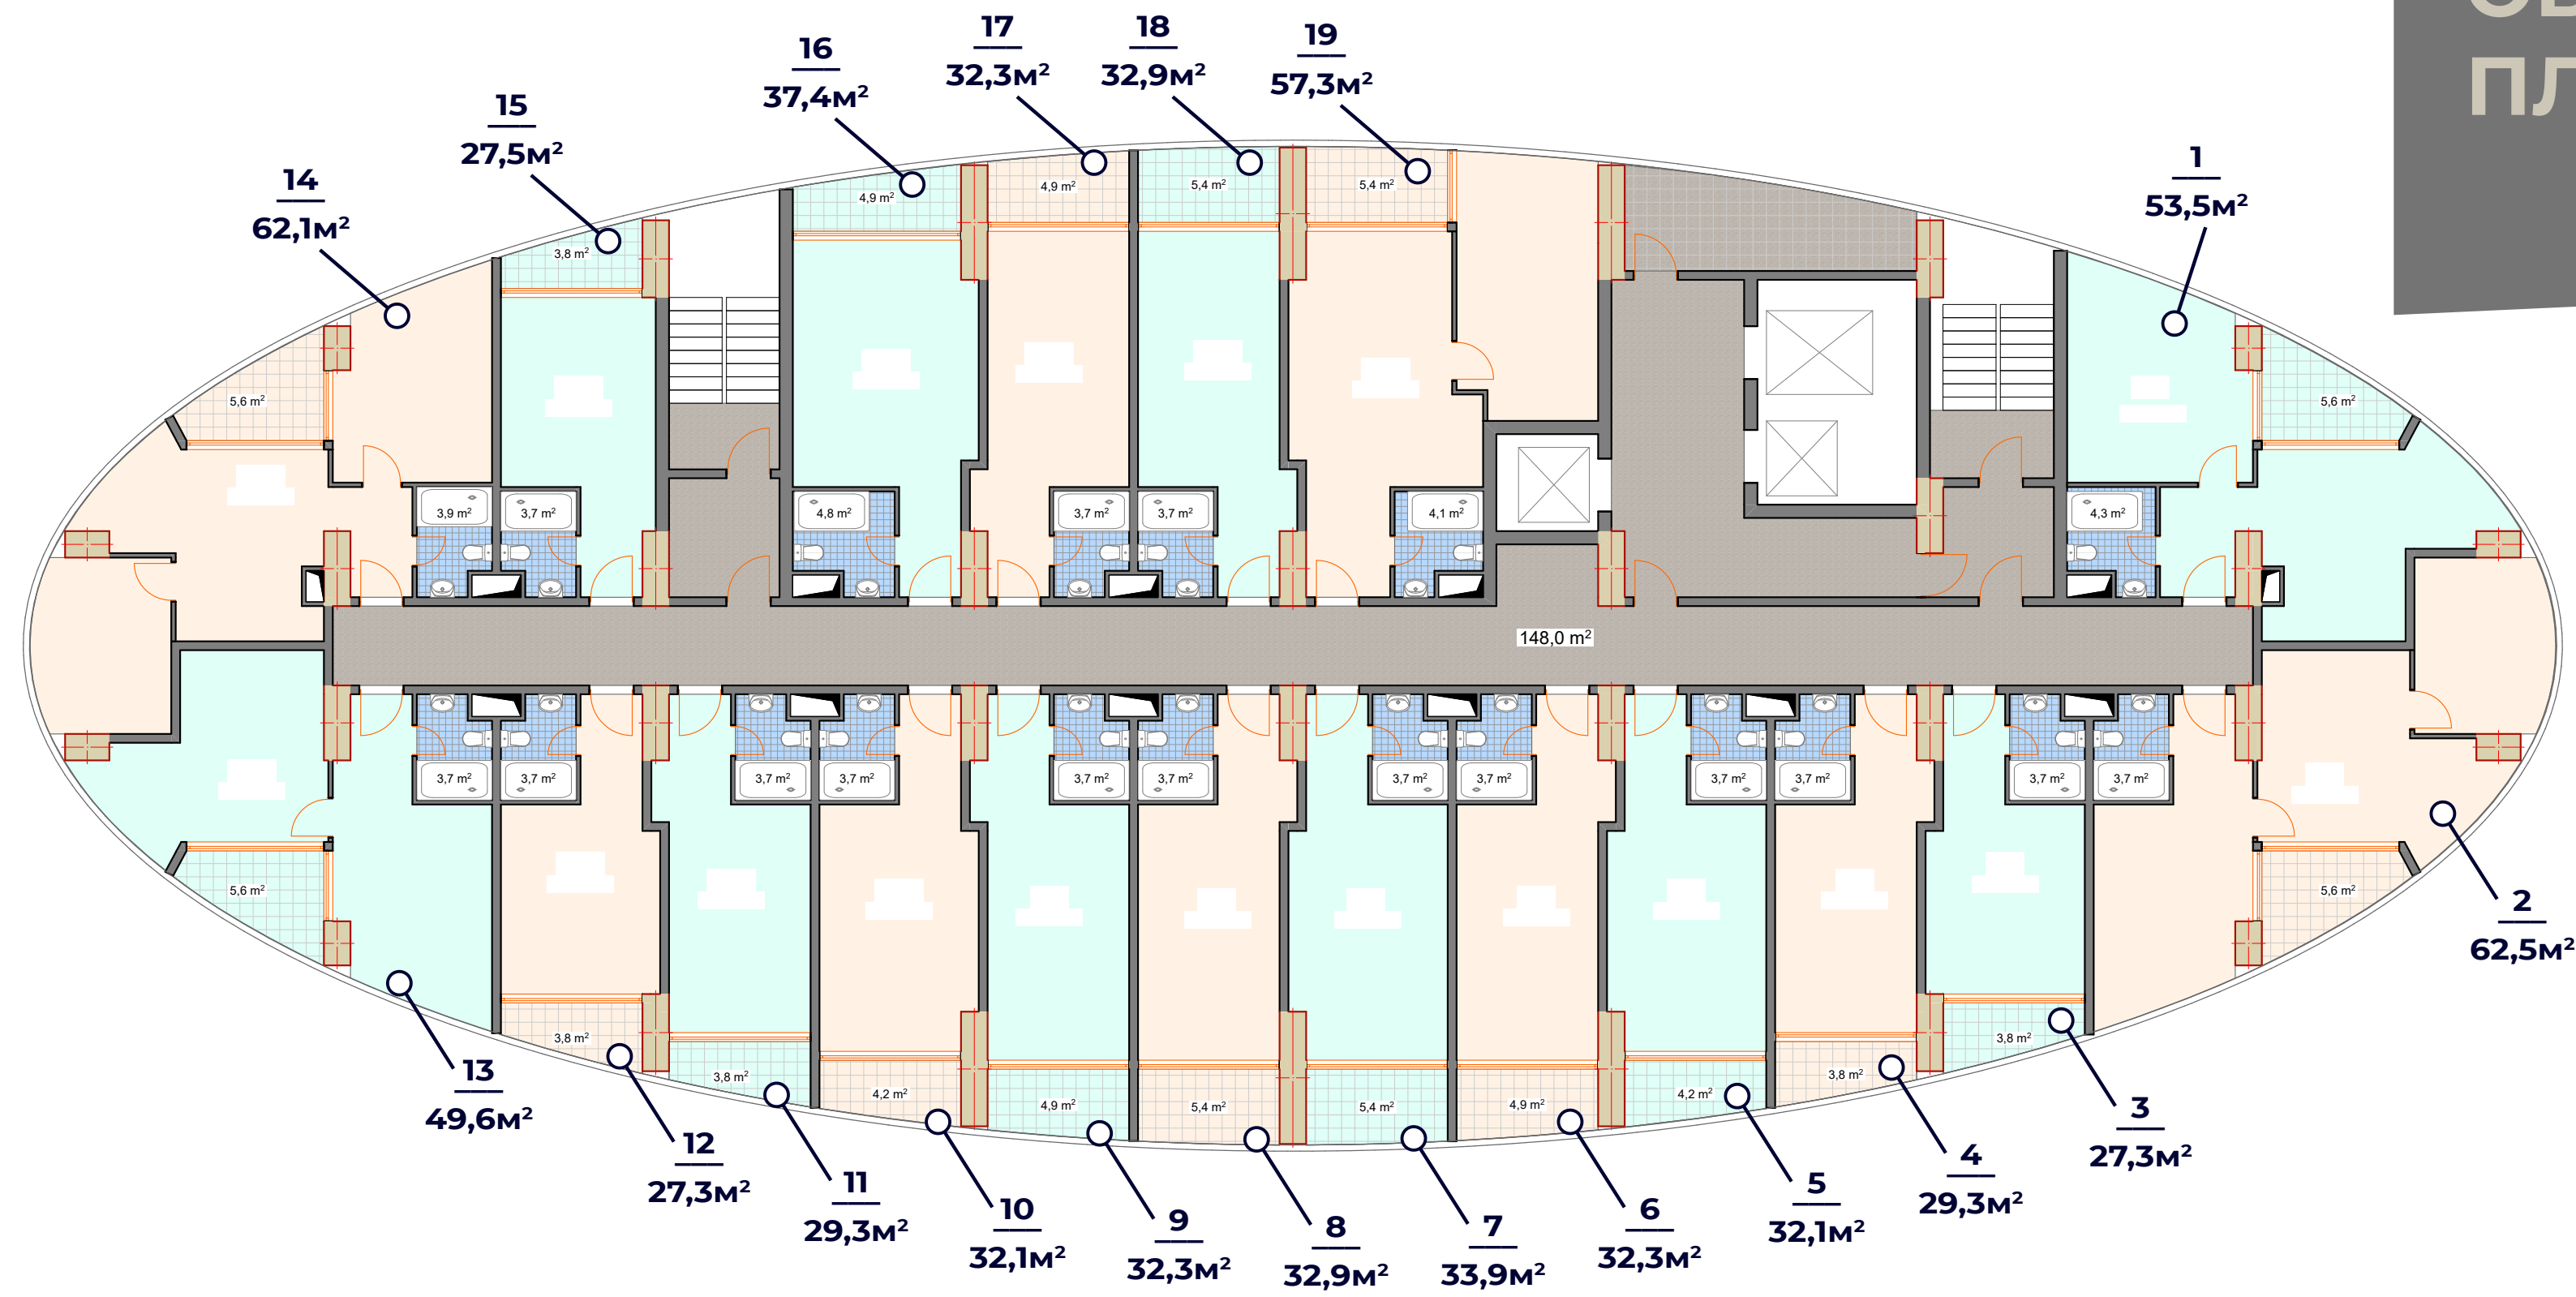 17
32,3м²
18
32,9м²
19
57,3м²
16
37,4м²
15
27,5м²
14
62,1м²
1
53,5м²
4,9 m²
4,9 m²
5,4 m²
5,4 m²
3,8 m²
5,6 m²
5,6 m²
3,9 m²
3,7 m²
4,8 m²
3,7 m²
3,7 m²
4,1 m²
4,3 m²
148,0 m²
3,7 m²
3,7 m²
3,7 m²
3,7 m²
3,7 m²
3,7 m²
3,7 m²
3,7 m²
3,7 m²
3,7 m²
3,7 m²
3,7 m²
5,6 m²
5,6 m²
3,8 m²
3,8 m²
4,2 m²
4,9 m²
5,4 m²
5,4 m²
4,9 m²
4,2 m²
3,8 m²
3,8 m²
2
62,5м²
13
49,6м²
12
27,3м²
11
29,3м²
10
32,1м²
9
32,3м²
8
32,9м²
7
33,9м²
6
32,3м²
5
32,1м²
4
29,3м²
3
27,3м²